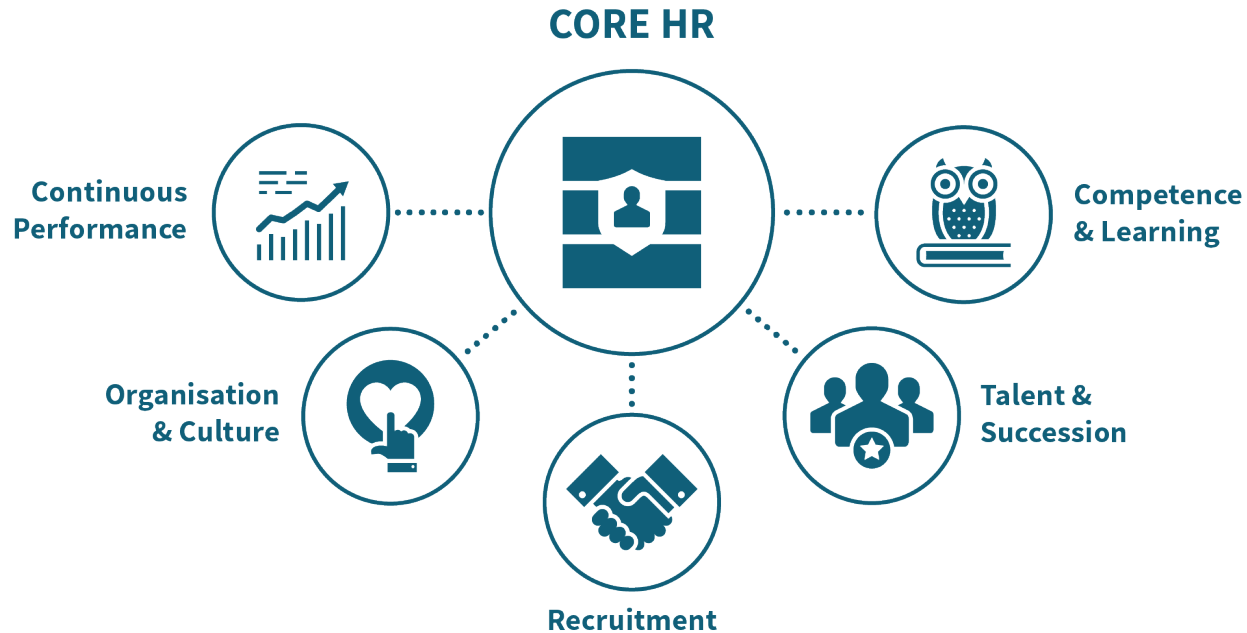 CORE HR
Continuous
Performance
Competence
& Learning
Organisation
& Culture
Talent &
Succession
Recruitment